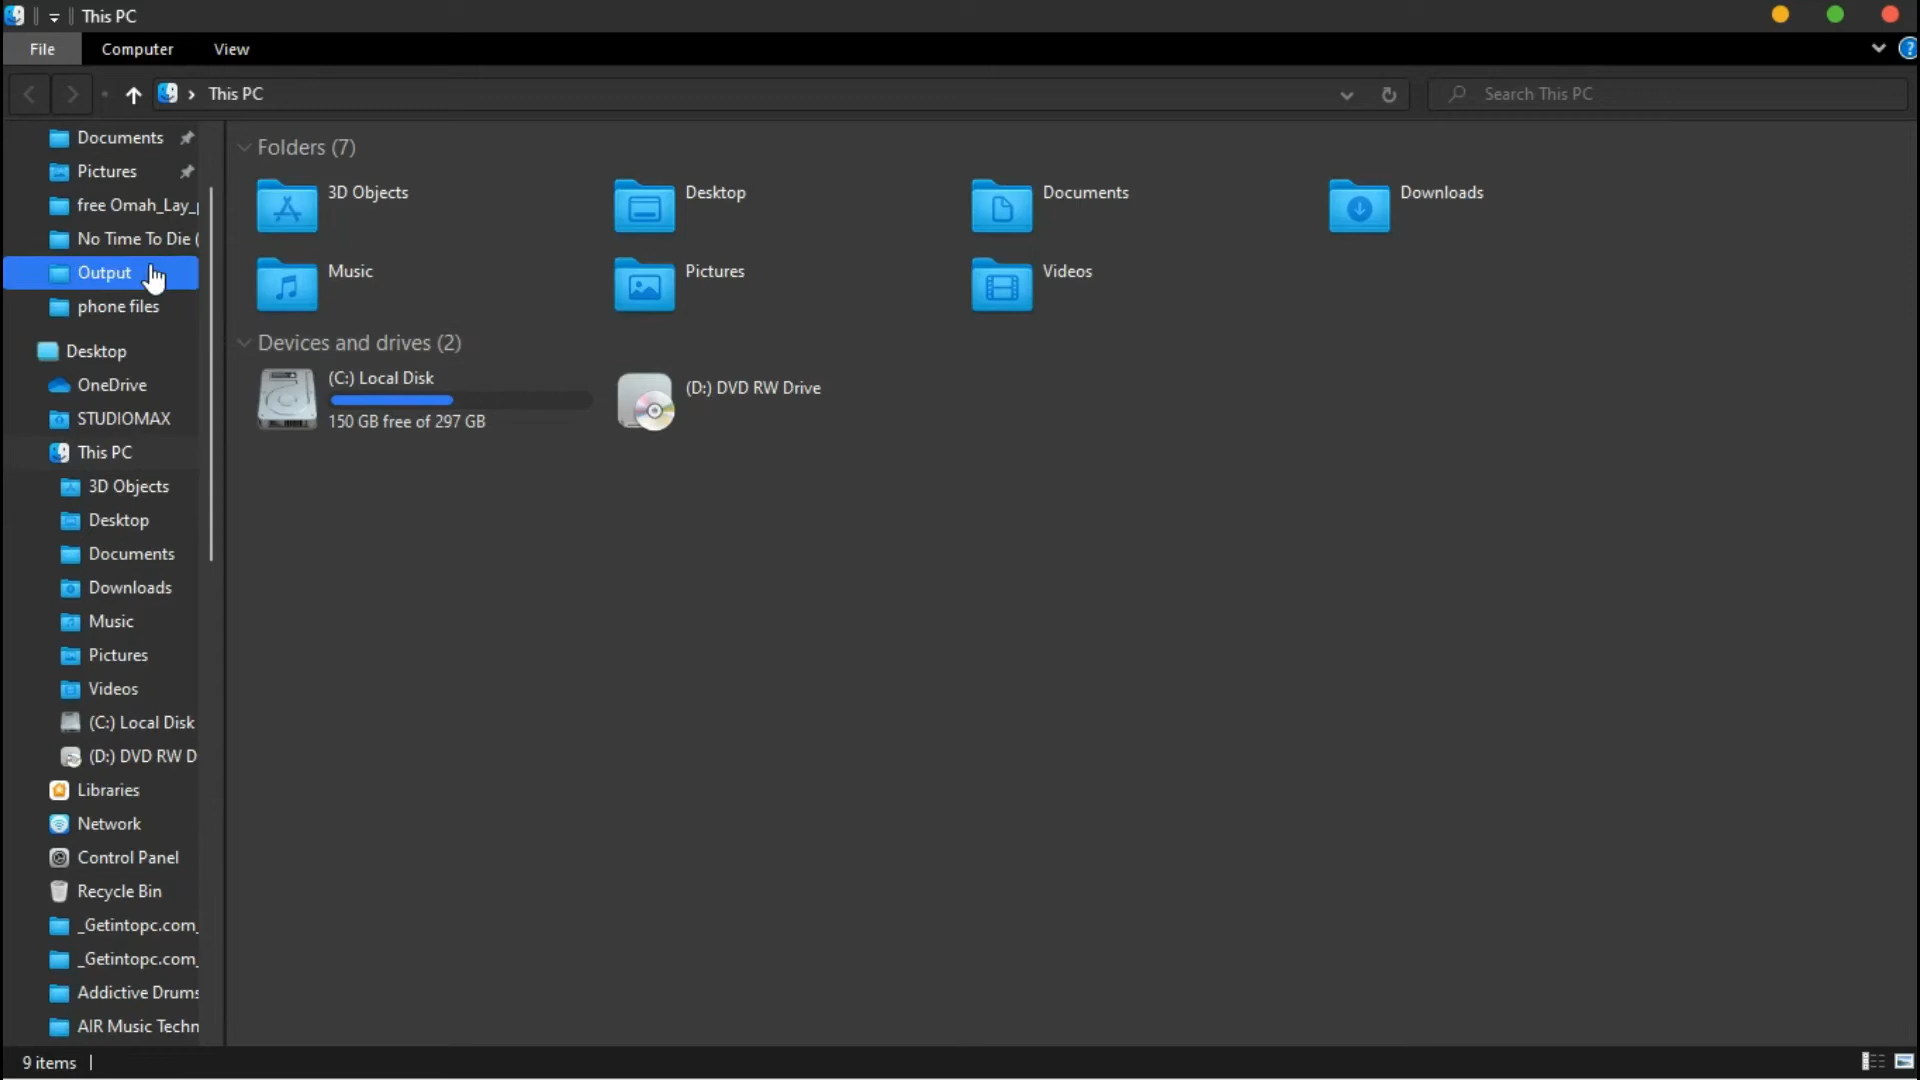 This PC
File Computer View
This PC
Search This PC
Documents
Pictures
free Omah_Lay_
No Time To Die (
Output
phone files
Desktop
OneDrive
STUDIOMAX
This PC
3D Objects
Desktop
Documents
Downloads
Music
Pictures
Videos
(C:) Local Disk
(D:) DVD RW D
Libraries
Network
Control Panel
Recycle Bin
_Getintopc.com_
_Getintopc.com_
Addictive Drums
AIR Music Techn
Folders (7)
3D Objects
Desktop
Documents
Downloads
Music
Pictures
Videos
Devices and drives (2)
(C:) Local Disk
150 GB free of 297 GB
(D:) DVD RW Drive
9 items